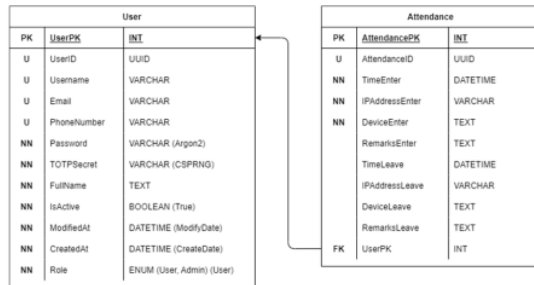 User
PK UserPK INT
U UserID UUID
U Username VARCHAR
U Email VARCHAR
U PhoneNumber VARCHAR
NN Password VARCHAR (Argon2)
NN TOTPSecret VARCHAR (CSPRNG)
NN FullName TEXT
NN IsActive BOOLEAN (True)
NN ModifiedAt DATETIME (ModifyDate)
NN CreatedAt DATETIME (CreateDate)
NN Role ENUM (User, Admin) (User)
Attendance
PK AttendancePK INT
U AttendanceID UUID
NN TimeEnter DATETIME
NN IPAddressEnter VARCHAR
NN DeviceEnter TEXT
RemarksEnter TEXT
TimeLeave DATETIME
IPAddressLeave VARCHAR
DeviceLeave TEXT
RemarksLeave TEXT
FK UserPK INT